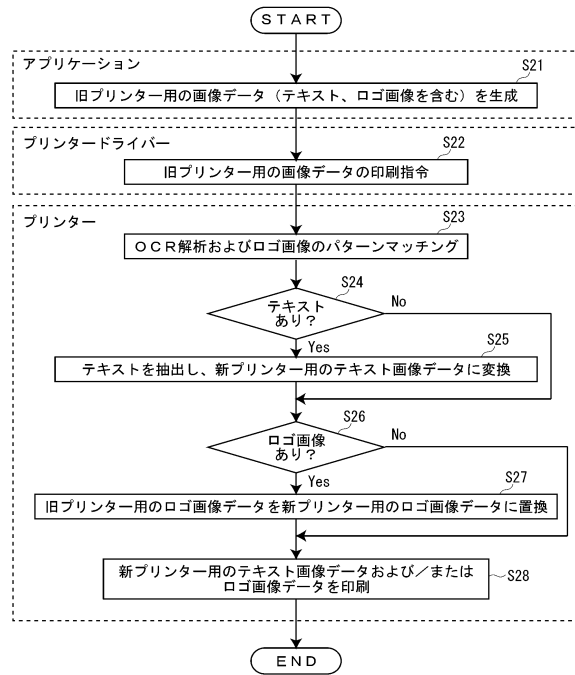 START
アプリケーション
S21
旧プリンター用の画像データ（テキスト、ロゴ画像を含む）を生成
プリンタードライバー
S22
旧プリンター用の画像データの印刷指令
プリンター
S23
ＯＣＲ解析およびロゴ画像のパターンマッチング
S24
テキスト
あり？
No
Yes
S25
テキストを抽出し、新プリンター用のテキスト画像データに変換
S26
ロゴ画像
あり？
No
Yes
S27
旧プリンター用のロゴ画像データを新プリンター用のロゴ画像データに置換
新プリンター用のテキスト画像データおよび／または
ロゴ画像データを印刷
S28
END